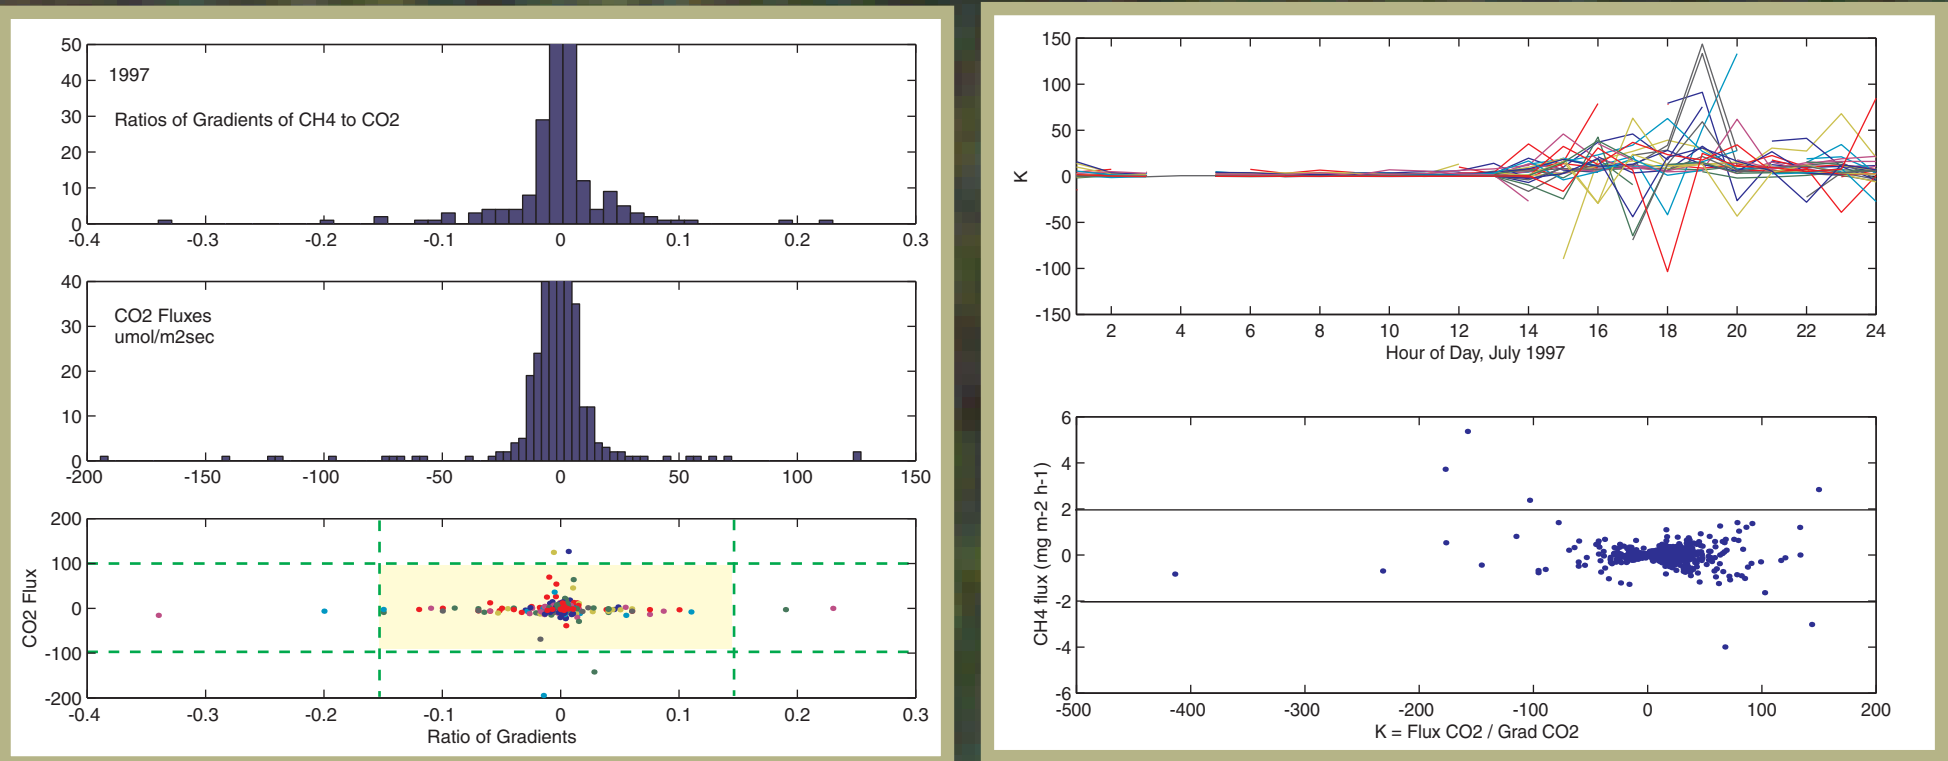 50
40
30
20
10
0
1997
Ratios of Gradients of CH4 to CO2
-0.4 -0.3 -0.2 -0.1 0 0.1 0.2 0.3
40
30
20
10
0
CO2 Fluxes
umol/m2sec
-200 -150 -100 -50 0 50 100 150
200
100
0
-100
-200
CO2 Flux
-0.4 -0.3 -0.2 -0.1 0 0.1 0.2 0.3
Ratio of Gradients
150
100
50
0
-50
-100
-150
K
2 4 6 8 10 12 14 16 18 20 22 24
Hour of Day, July 1997
6
4
2
0
-2
-4
-6
CH4 flux (mg m-2 h-1)
-500 -400 -300 -200 -100 0 100 200
K = Flux CO2 / Grad CO2